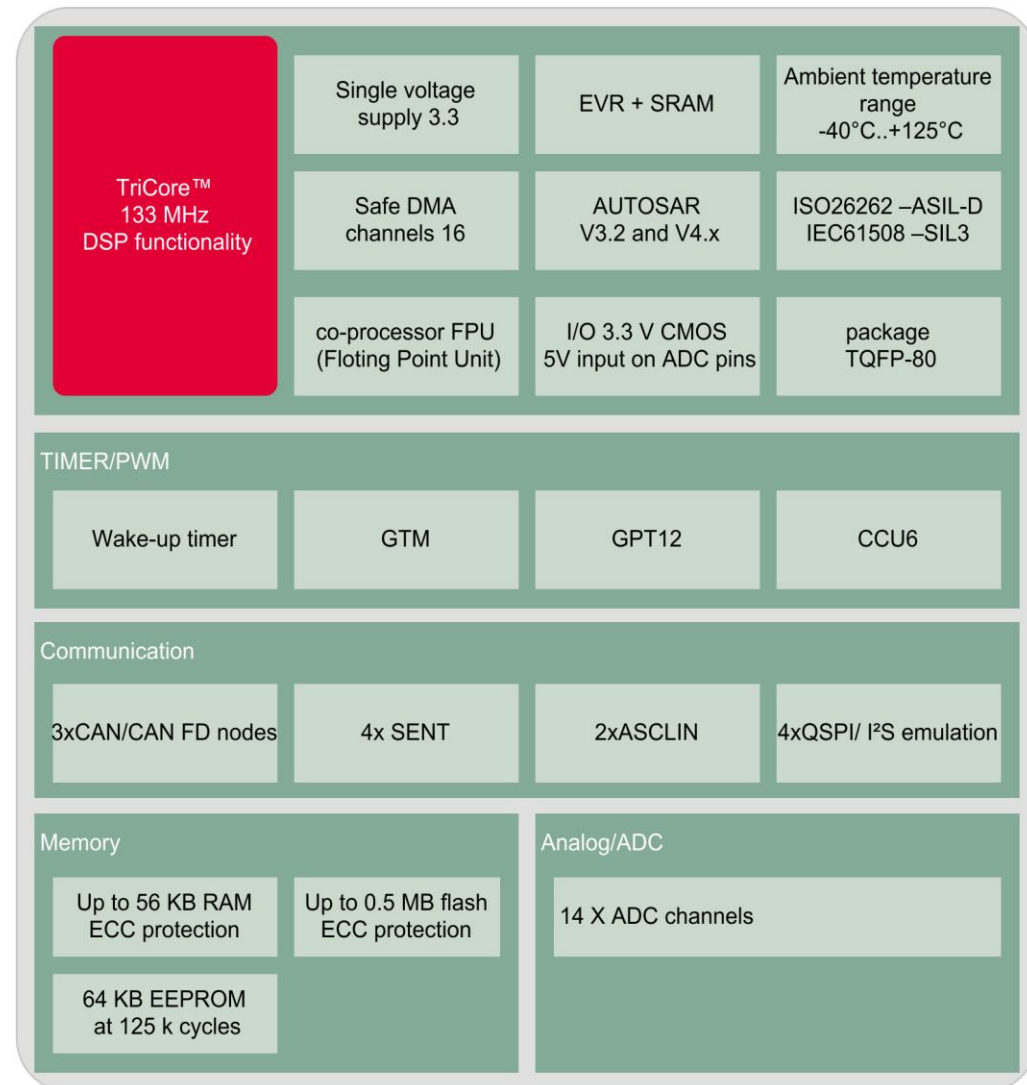 TriCore™
133 MHz
DSP functionality
Single voltage
supply 3.3
EVR + SRAM
Ambient temperature
range
-40°C..+125°C
Safe DMA
channels 16
AUTOSAR
V3.2 and V4.x
ISO26262 –ASIL-D
IEC61508 –SIL3
co-processor FPU
(Floting Point Unit)
I/O 3.3 V CMOS
5V input on ADC pins
package
TQFP-80
TIMER/PWM
Wake-up timer
GTM
GPT12
CCU6
Communication
3xCAN/CAN FD nodes
4x SENT
2xASCLIN
4xQSPI/ I²S emulation
Memory
Up to 56 KB RAM
ECC protection
Up to 0.5 MB flash
ECC protection
64 KB EEPROM
at 125 k cycles
Analog/ADC
14 X ADC channels